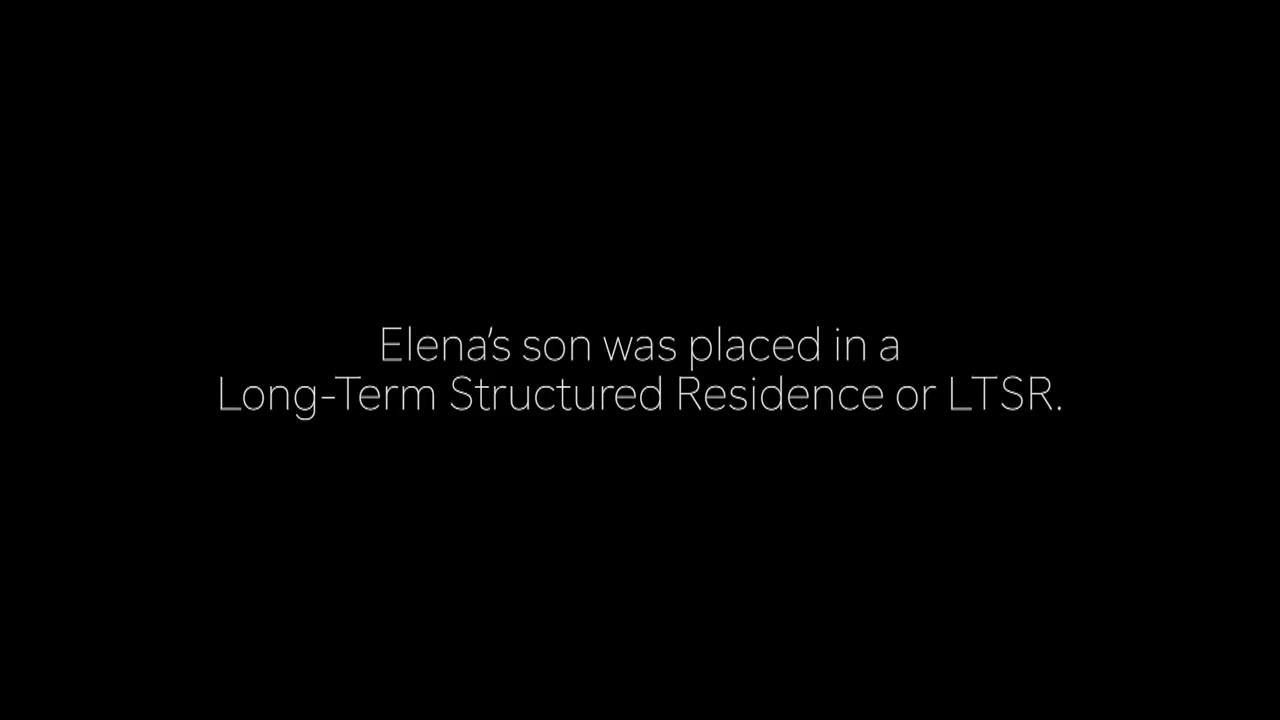 Elena’s son was placed in a
Long-Term Structured Residence or LTSR.